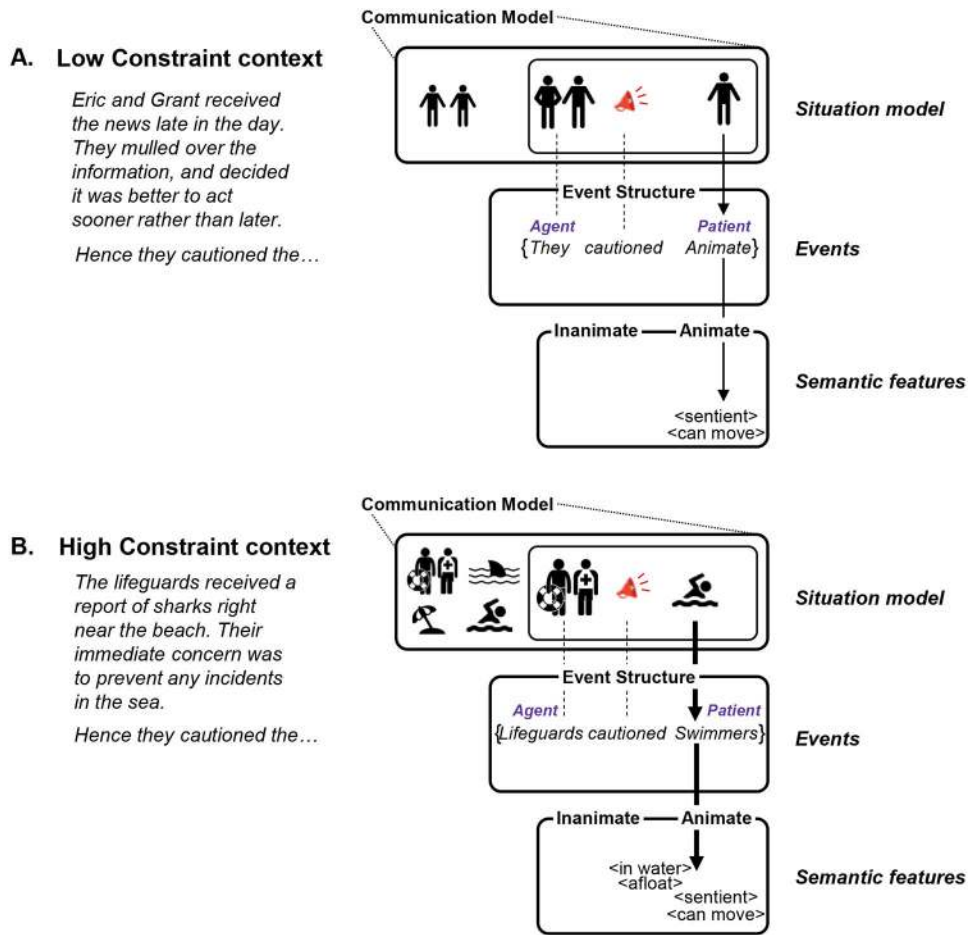 Communication Model
A. Low Constraint context
Eric and Grant received
the news late in the day.
They mulled over the
information, and decided
it was better to act
sooner rather than later.
Hence they cautioned the…
Situation model
Event Structure
Agent Patient
{They cautioned Animate}
Events
Inanimate Animate
Semantic features
<sentient>
<can move>
Communication Model
B. High Constraint context
The lifeguards received a
report of sharks right
near the beach. Their
immediate concern was
to prevent any incidents
in the sea.
Hence they cautioned the…
Situation model
Event Structure
Agent Patient
{Lifeguards cautioned Swimmers}
Events
Inanimate Animate
<in water>
<afloat>
Semantic features
<sentient>
<can move>